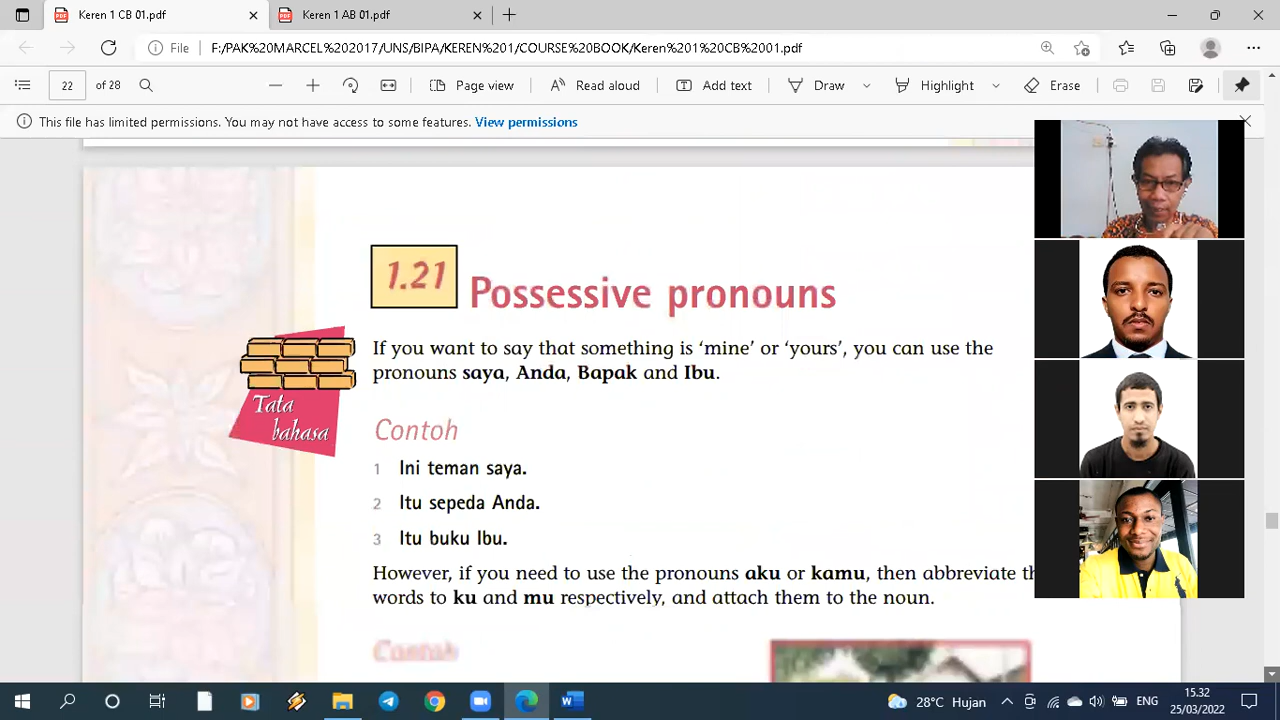 Keren 1 CB 01.pdf
Keren 1 AB 01.pdf
File
F:/PAK%20MARCEL%202017/UNS/BIPA/KEREN%201/COURSE%20BOOK/Keren%201%20CB%2001.pdf
22 of 28
Page view
Read aloud
Add text
Draw
Highlight
Erase
This file has limited permissions. You may not have access to some features. View permissions
1.21 Possessive pronouns
If you want to say that something is ‘mine’ or ‘yours’, you can use the
pronouns saya, Anda, Bapak and Ibu.
Tata
bahasa
Contoh
1 Ini teman saya.
2 Itu sepeda Anda.
3 Itu buku Ibu.
However, if you need to use the pronouns aku or kamu, then abbreviate
words to ku and mu respectively, and attach them to the noun.
Contoh
28°C Hujan
ENG
15.32
25/03/2022